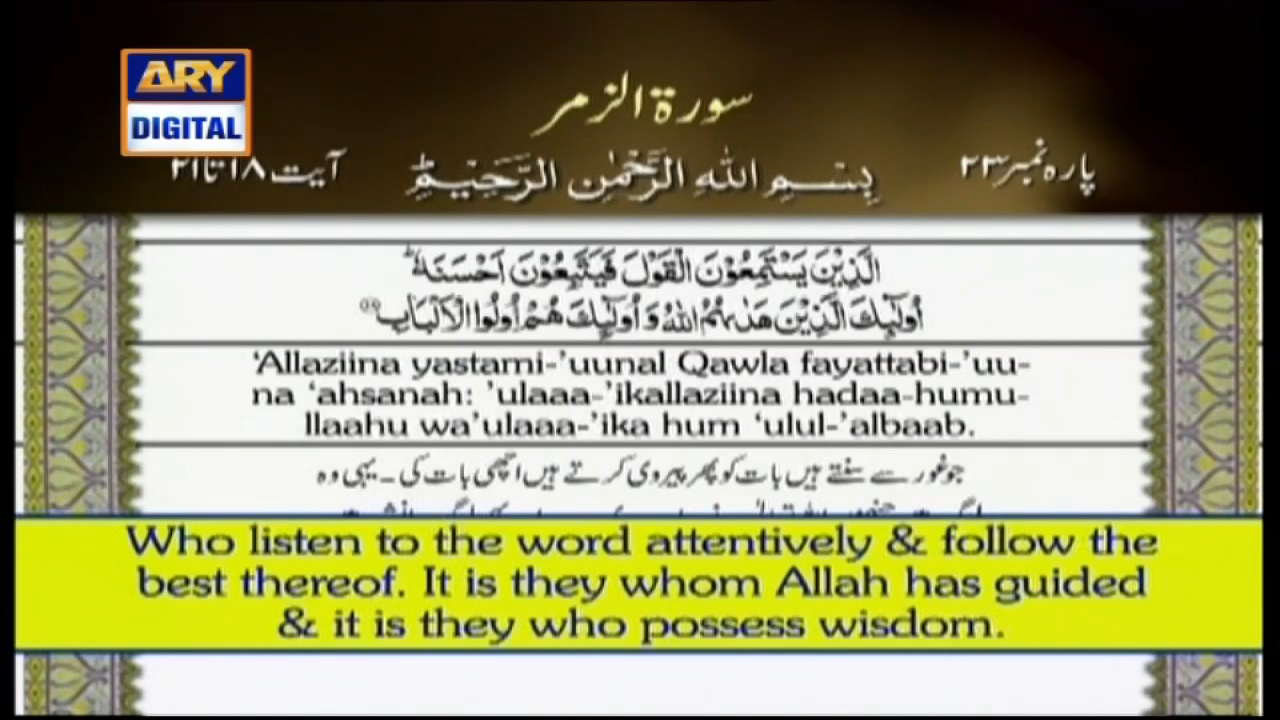 ARY
DIGITAL
سورة الزمر
پارہ نمبر ۲۳
بِسْمِ اللهِ الرَّحْمٰنِ الرَّحِيْمِ
آیت ۱۸ تا ۲۱
الَّذِيْنَ يَسْتَمِعُوْنَ الْقَوْلَ فَيَتَّبِعُوْنَ اَحْسَنَهٗ ؕ
اُولٰٓئِكَ الَّذِيْنَ هَدٰىهُمُ اللهُ وَ اُولٰٓئِكَ هُمْ اُولُوا الْاَلْبَابِ
‘Allaziina yastami-’uunal Qawla fayattabi-’uu-
na ‘ahsanah: ’ulaaa-’ikallaziina hadaa-humu-
llaahu wa’ulaaa-’ika hum ‘ulul-’albaab.
جو غور سے سنتے ہیں بات کو پھر پیروی کرتے ہیں اچھی بات کی۔ یہی وہ
Who listen to the word attentively & follow the
best thereof. It is they whom Allah has guided
& it is they who possess wisdom.